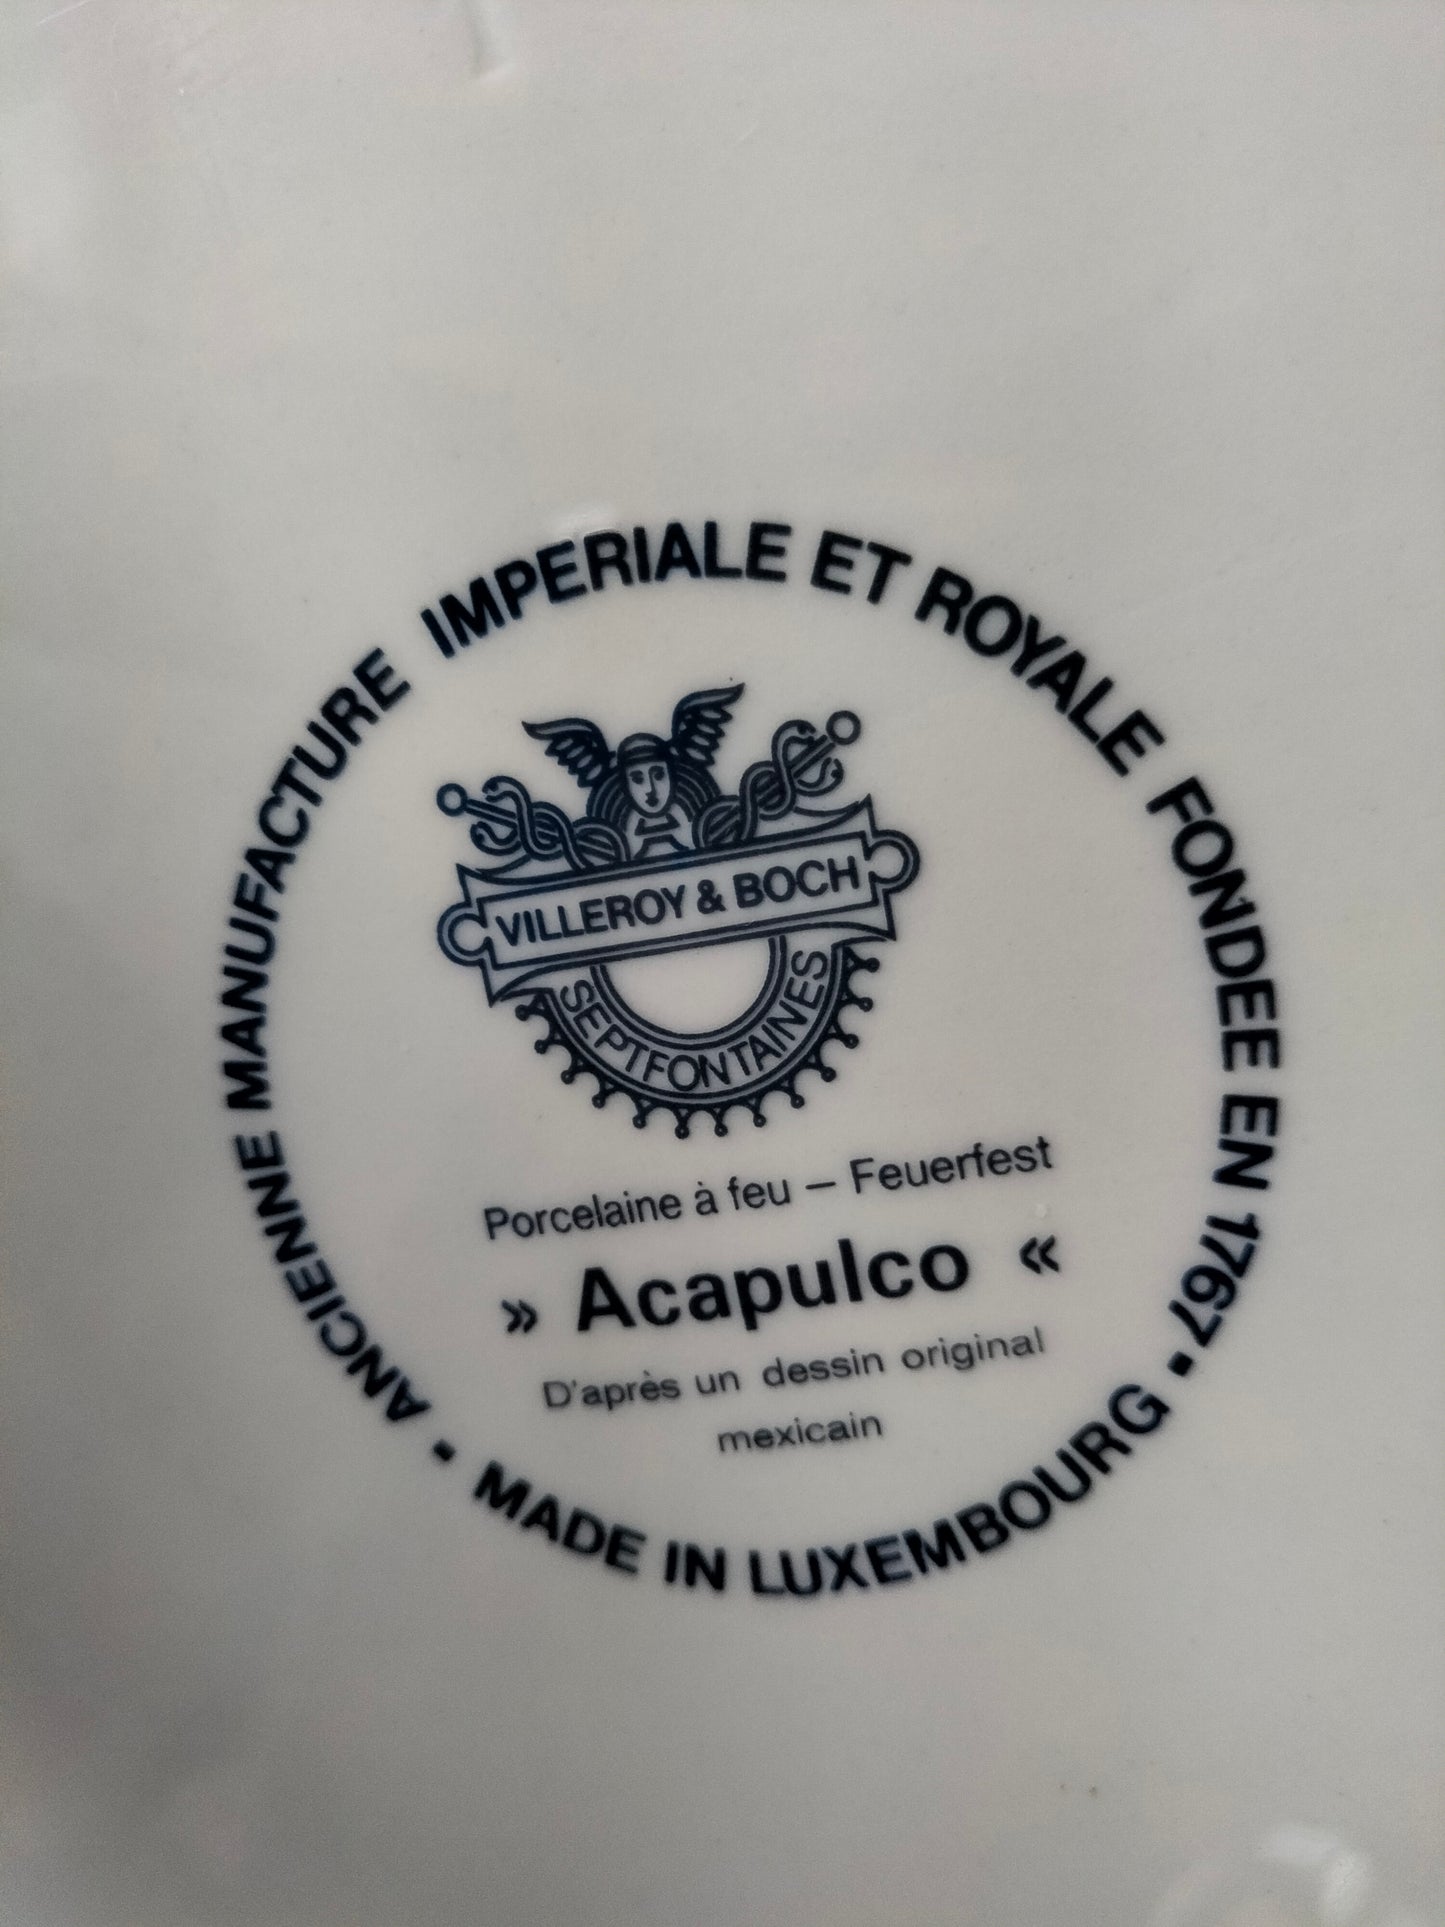 ANCIENNE MANUFACTURE IMPERIALE ET ROYALE FONDEE EN 1767 ▪ MADE IN LUXEMBOURG ▪
VILLEROY & BOCH
SEPTFONTAINES
Porcelaine à feu – Feuerfest
» Acapulco «
D'après un dessin original
mexicain